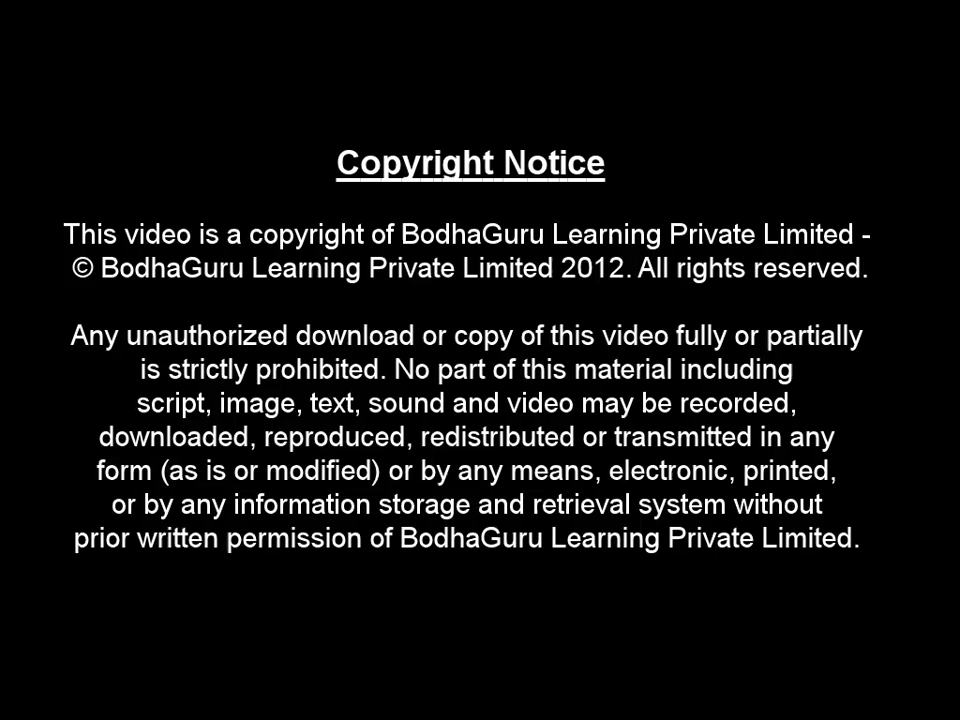 Copyright Notice
This video is a copyright of BodhaGuru Learning Private Limited -
© BodhaGuru Learning Private Limited 2012. All rights reserved.
Any unauthorized download or copy of this video fully or partially
is strictly prohibited. No part of this material including
script, image, text, sound and video may be recorded,
downloaded, reproduced, redistributed or transmitted in any
form (as is or modified) or by any means, electronic, printed,
or by any information storage and retrieval system without
prior written permission of BodhaGuru Learning Private Limited.